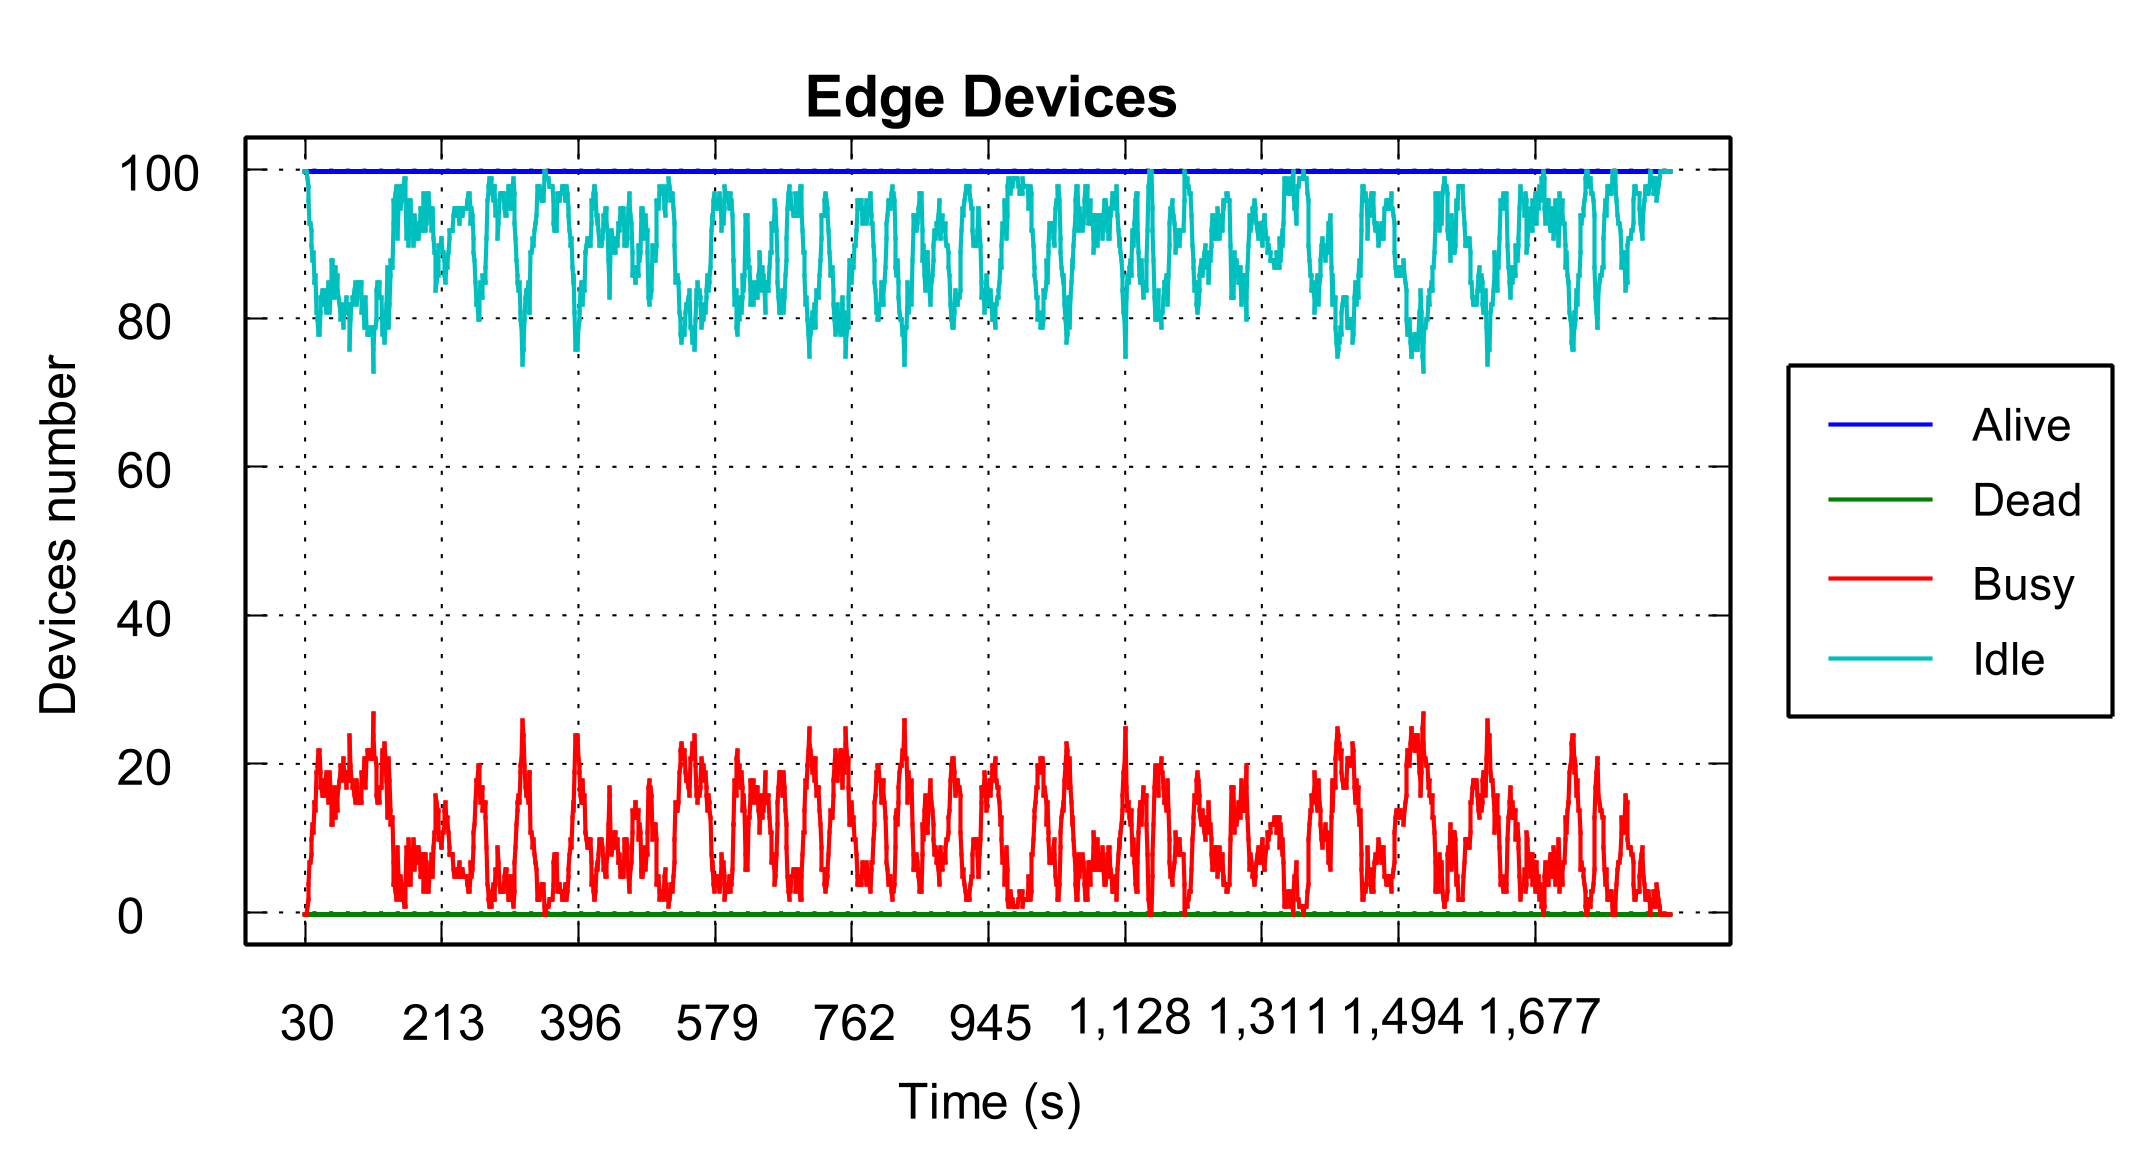 Edge Devices
100
80
60
40
20
0
Devices number
30 213 396 579 762 945 1,128 1,311 1,494 1,677
Time (s)
Alive
Dead
Busy
Idle